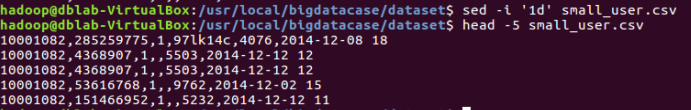 hadoop@dblab-VirtualBox:/usr/local/bigdatacase/dataset$ sed -i '1d' small_user.csv
hadoop@dblab-VirtualBox:/usr/local/bigdatacase/dataset$ head -5 small_user.csv
10001082,285259775,1,97lk14c,4076,2014-12-08 18
10001082,4368907,1,,5503,2014-12-12 12
10001082,4368907,1,,5503,2014-12-12 12
10001082,53616768,1,,9762,2014-12-02 15
10001082,151466952,1,,5232,2014-12-12 11